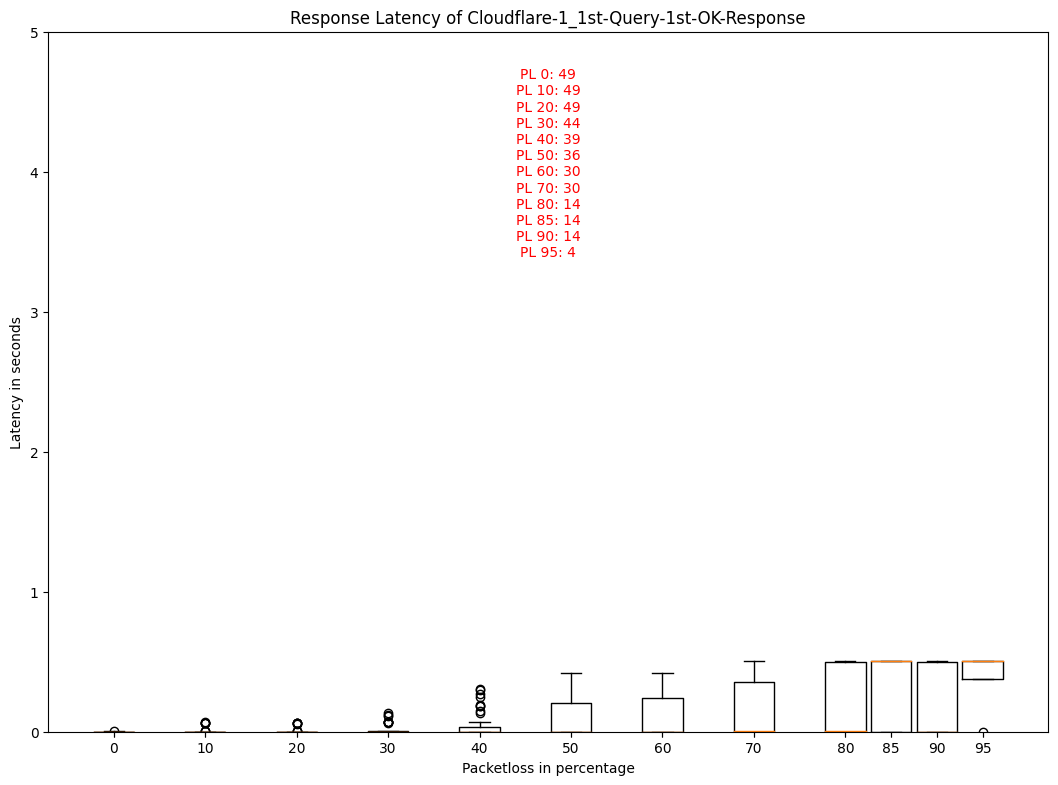 Response Latency of Cloudflare-1_1st-Query-1st-OK-Response
5
PL 0: 49
PL 10: 49
PL 20: 49
PL 30: 44
PL 40: 39
PL 50: 36
PL 60: 30
PL 70: 30
PL 80: 14
PL 85: 14
PL 90: 14
PL 95: 4
4
3
2
1
0
Latency in seconds
0 10 20 30 40 50 60 70 80 85 90 95
Packetloss in percentage